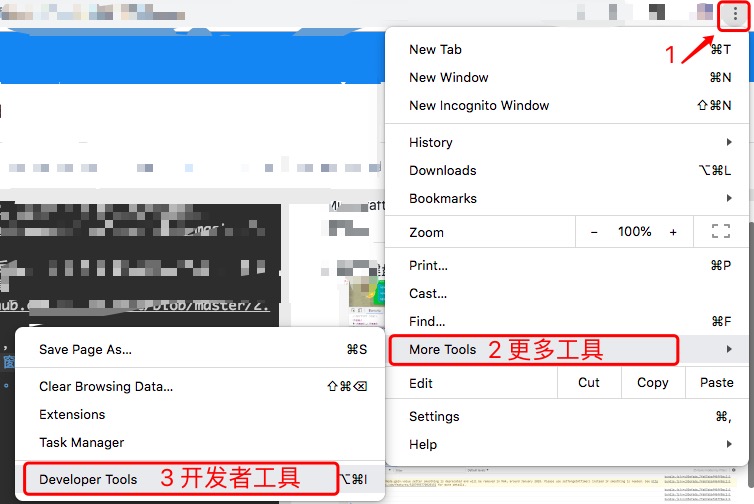 1
New Tab ⌘T
New Window ⌘N
New Incognito Window ⇧⌘N
History
Downloads ⌥⌘L
Bookmarks
Zoom - 100% +
Print... ⌘P
Cast...
Find... ⌘F
More Tools 2 更多工具
Edit Cut Copy Paste
Settings ⌘,
Help
Save Page As... ⌘S
Clear Browsing Data... ⇧⌘⌫
Extensions
Task Manager
Developer Tools 3 开发者工具 ⌥⌘I